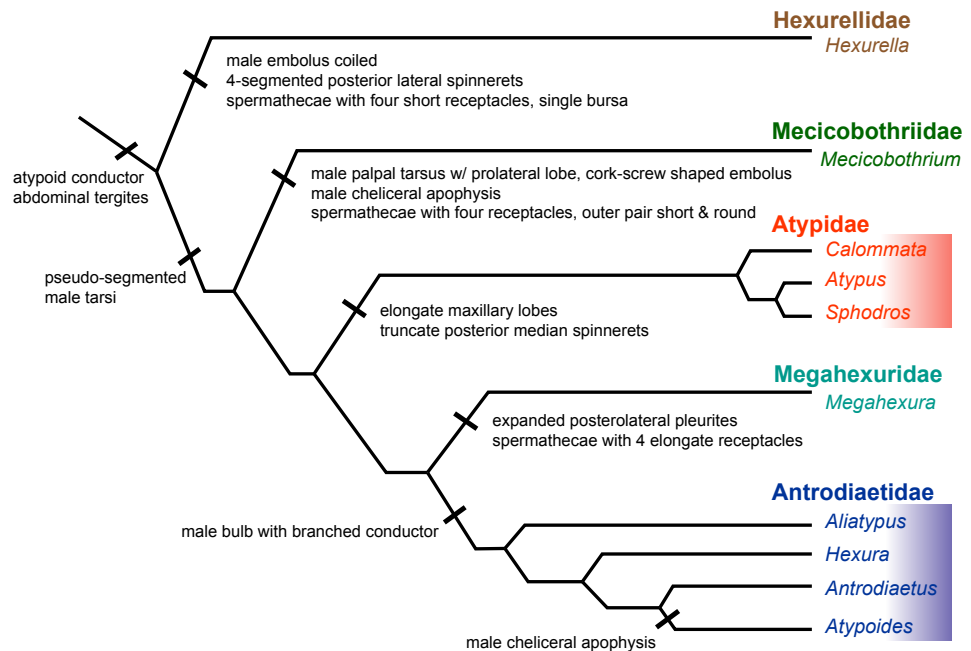 Hexurellidae
Hexurella
male embolus coiled
4-segmented posterior lateral spinnerets
spermathecae with four short receptacles, single bursa
Mecicobothriidae
Mecicobothrium
atypoid conductor
abdominal tergites
male palpal tarsus w/ prolateral lobe, cork-screw shaped embolus
male cheliceral apophysis
spermathecae with four receptacles, outer pair short & round
Atypidae
Calommata
pseudo-segmented
male tarsi
Atypus
elongate maxillary lobes
truncate posterior median spinnerets
Sphodros
Megahexuridae
Megahexura
expanded posterolateral pleurites
spermathecae with 4 elongate receptacles
Antrodiaetidae
male bulb with branched conductor
Aliatypus
Hexura
Antrodiaetus
Atypoides
male cheliceral apophysis